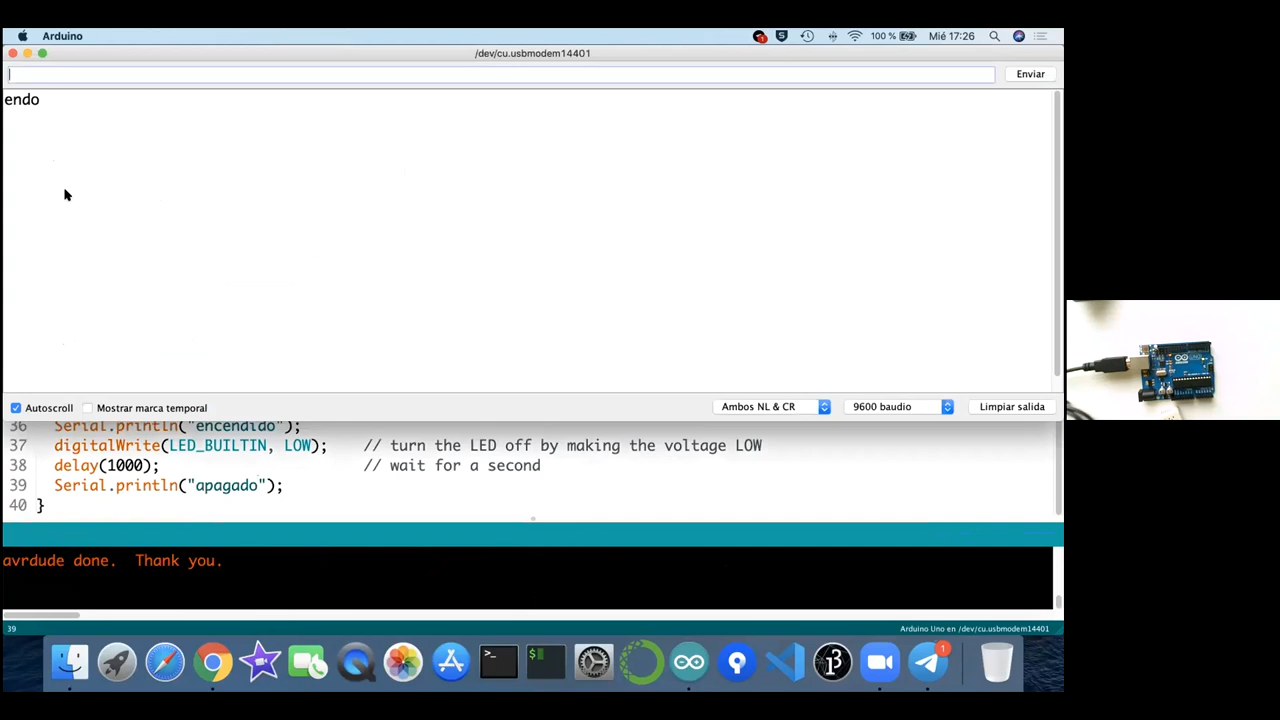 Arduino
100 %
Mié 17:26
/dev/cu.usbmodem14401
Enviar
endo
Autoscroll
Mostrar marca temporal
Ambos NL & CR
9600 baudio
Limpiar salida
36 Serial.println("encendido");
37 digitalWrite(LED_BUILTIN, LOW); // turn the LED off by making the voltage LOW
38 delay(1000); // wait for a second
39 Serial.println("apagado");
40 }
avrdude done. Thank you.
39
Arduino Uno en /dev/cu.usbmodem14401
1